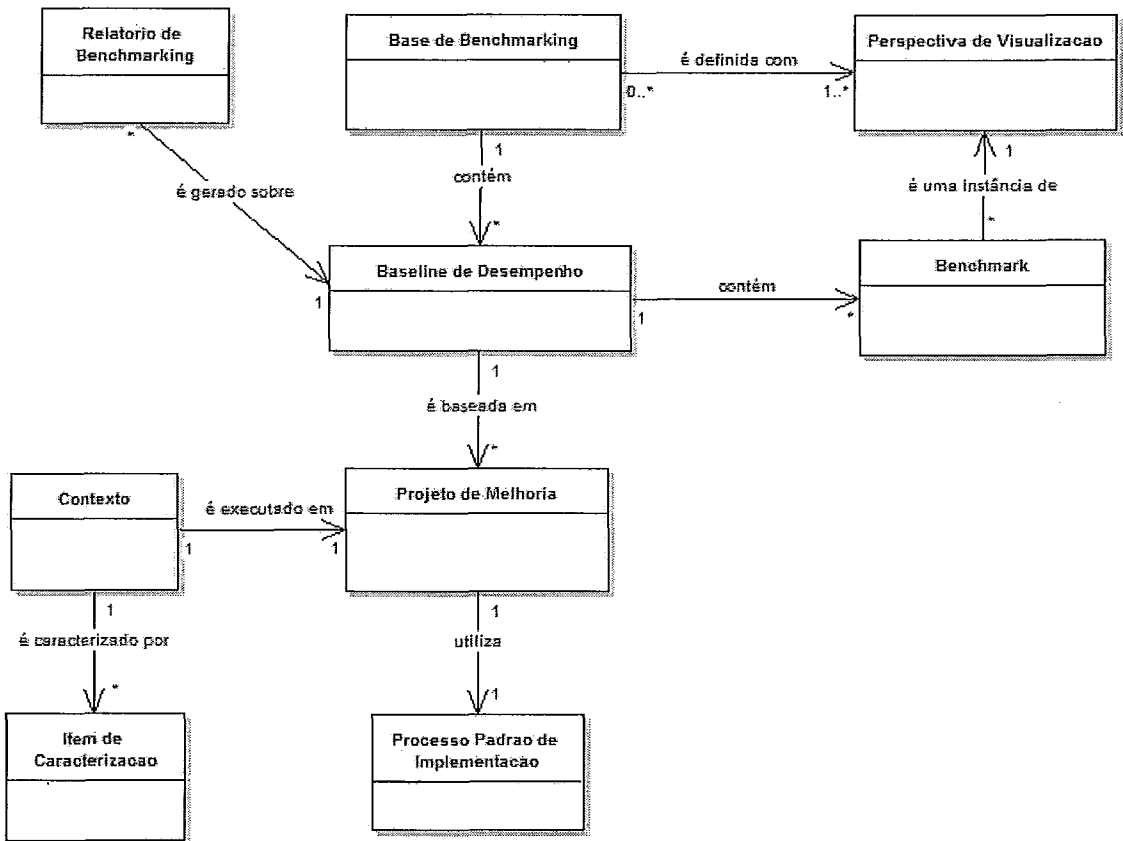 Relatorio de
Benchmarking
Base de Benchmarking
Perspectiva de Visualizacao
é definida com
0..*
1..*
*
1
contém
*
é gerado sobre
1
é uma instância de
*
Baseline de Desempenho
Benchmark
1
contém
1
*
1
é baseada em
*
Contexto
Projeto de Melhoria
é executado em
1
1
1
é caracterizado por
*
1
utiliza
1
Item de
Caracterizacao
Processo Padrao de
Implementacao